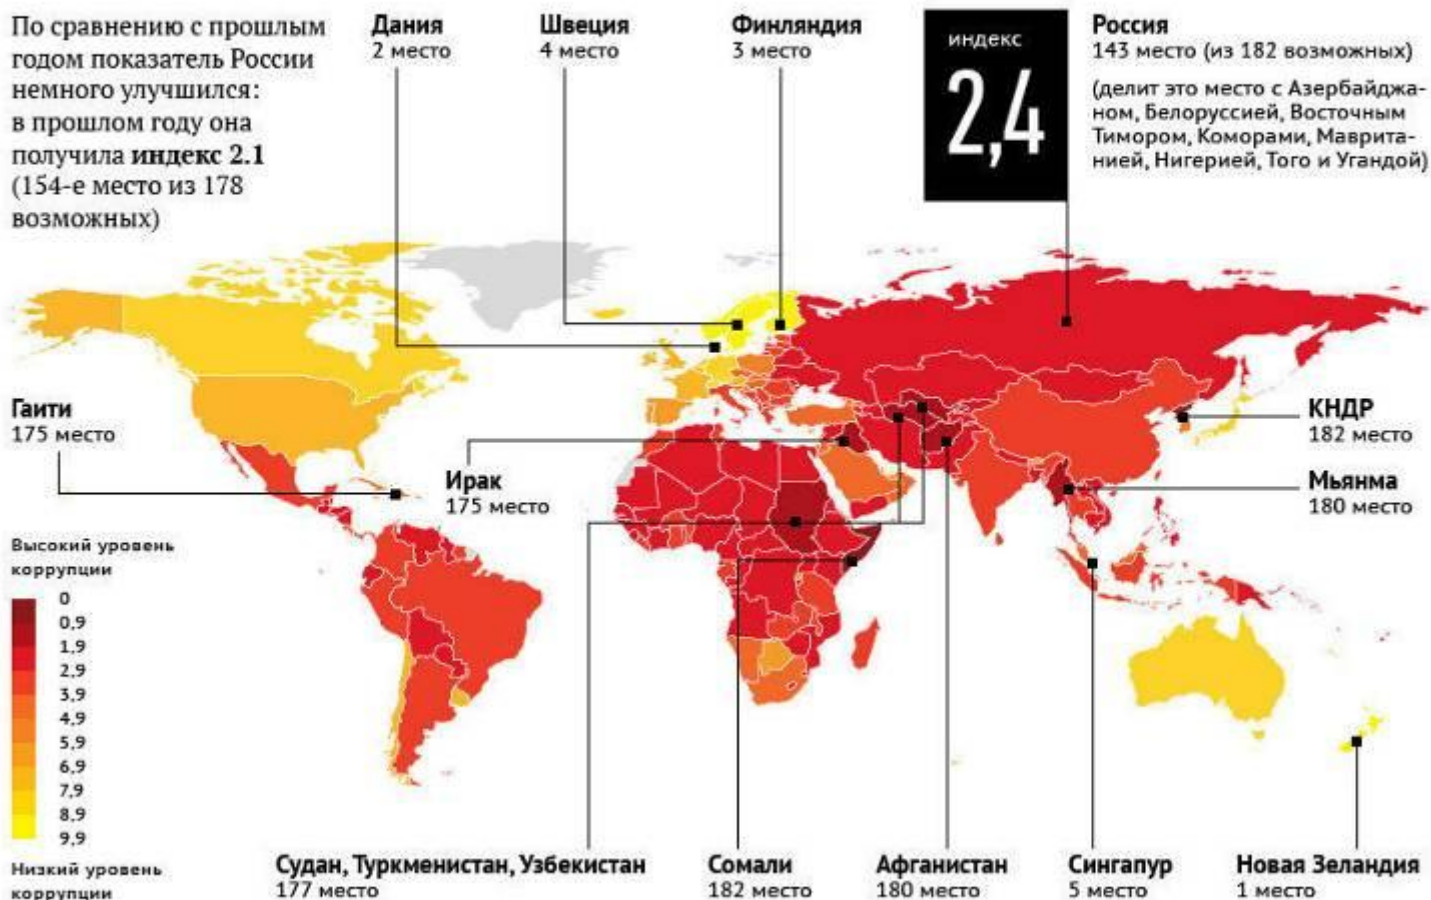 По сравнению с прошлым
годом показатель России
немного улучшился:
в прошлом году она
получила индекс 2.1
(154-е место из 178
возможных)
Дания
2 место
Швеция
4 место
Финляндия
3 место
индекс
2,4
Россия
143 место (из 182 возможных)
(делит это место с Азербайджа-
ном, Белоруссией, Восточным
Тимором, Коморами, Маврита-
нией, Нигерией, Того и Угандой)
Гаити
175 место
Ирак
175 место
КНДР
182 место
Мьянма
180 место
Высокий уровень
коррупции
0
0,9
1,9
2,9
3,9
4,9
5,9
6,9
7,9
8,9
9,9
Низкий уровень
коррупции
Судан, Туркменистан, Узбекистан
177 место
Сомали
182 место
Афганистан
180 место
Сингапур
5 место
Новая Зеландия
1 место